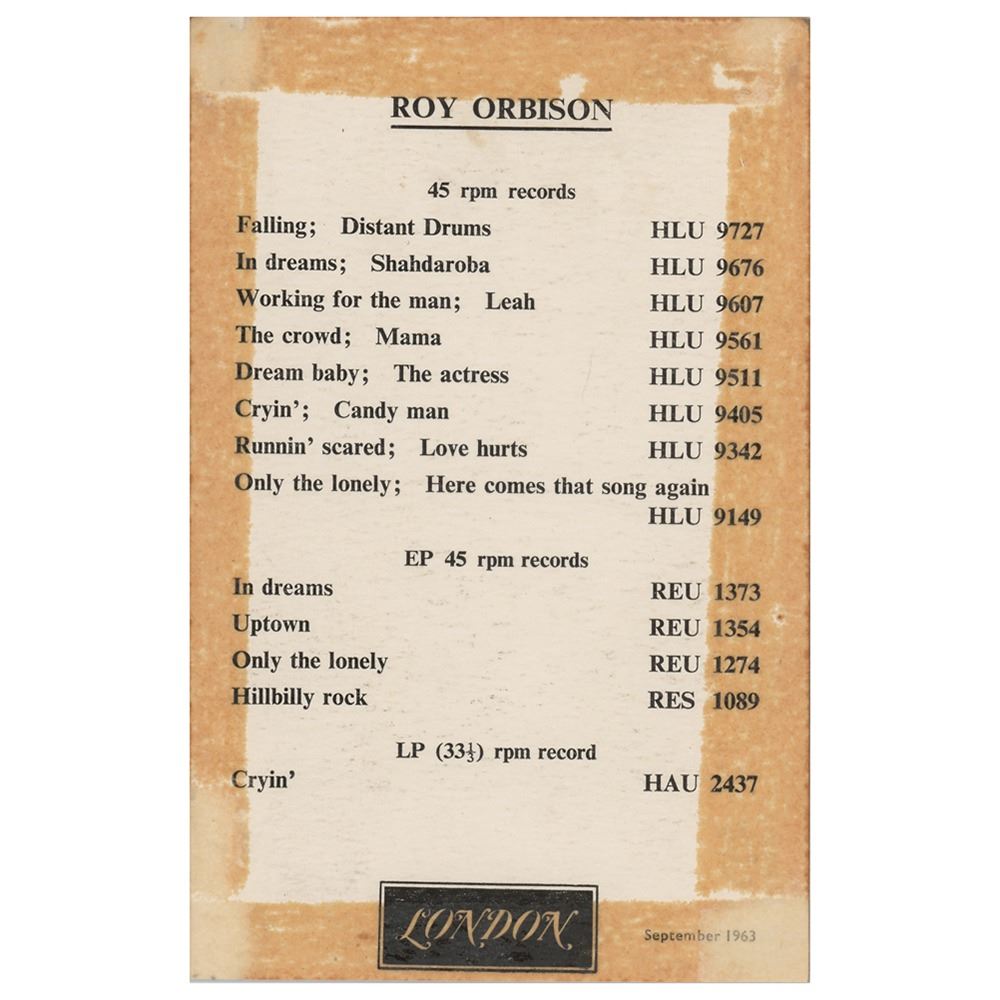 ROY ORBISON
45 rpm records
Falling; Distant Drums HLU 9727
In dreams; Shahdaroba HLU 9676
Working for the man; Leah HLU 9607
The crowd; Mama HLU 9561
Dream baby; The actress HLU 9511
Cryin’; Candy man HLU 9405
Runnin’ scared; Love hurts HLU 9342
Only the lonely; Here comes that song again
HLU 9149
EP 45 rpm records
In dreams REU 1373
Uptown REU 1354
Only the lonely REU 1274
Hillbilly rock RES 1089
LP (33⅓) rpm record
Cryin’ HAU 2437
LONDON
September 1963